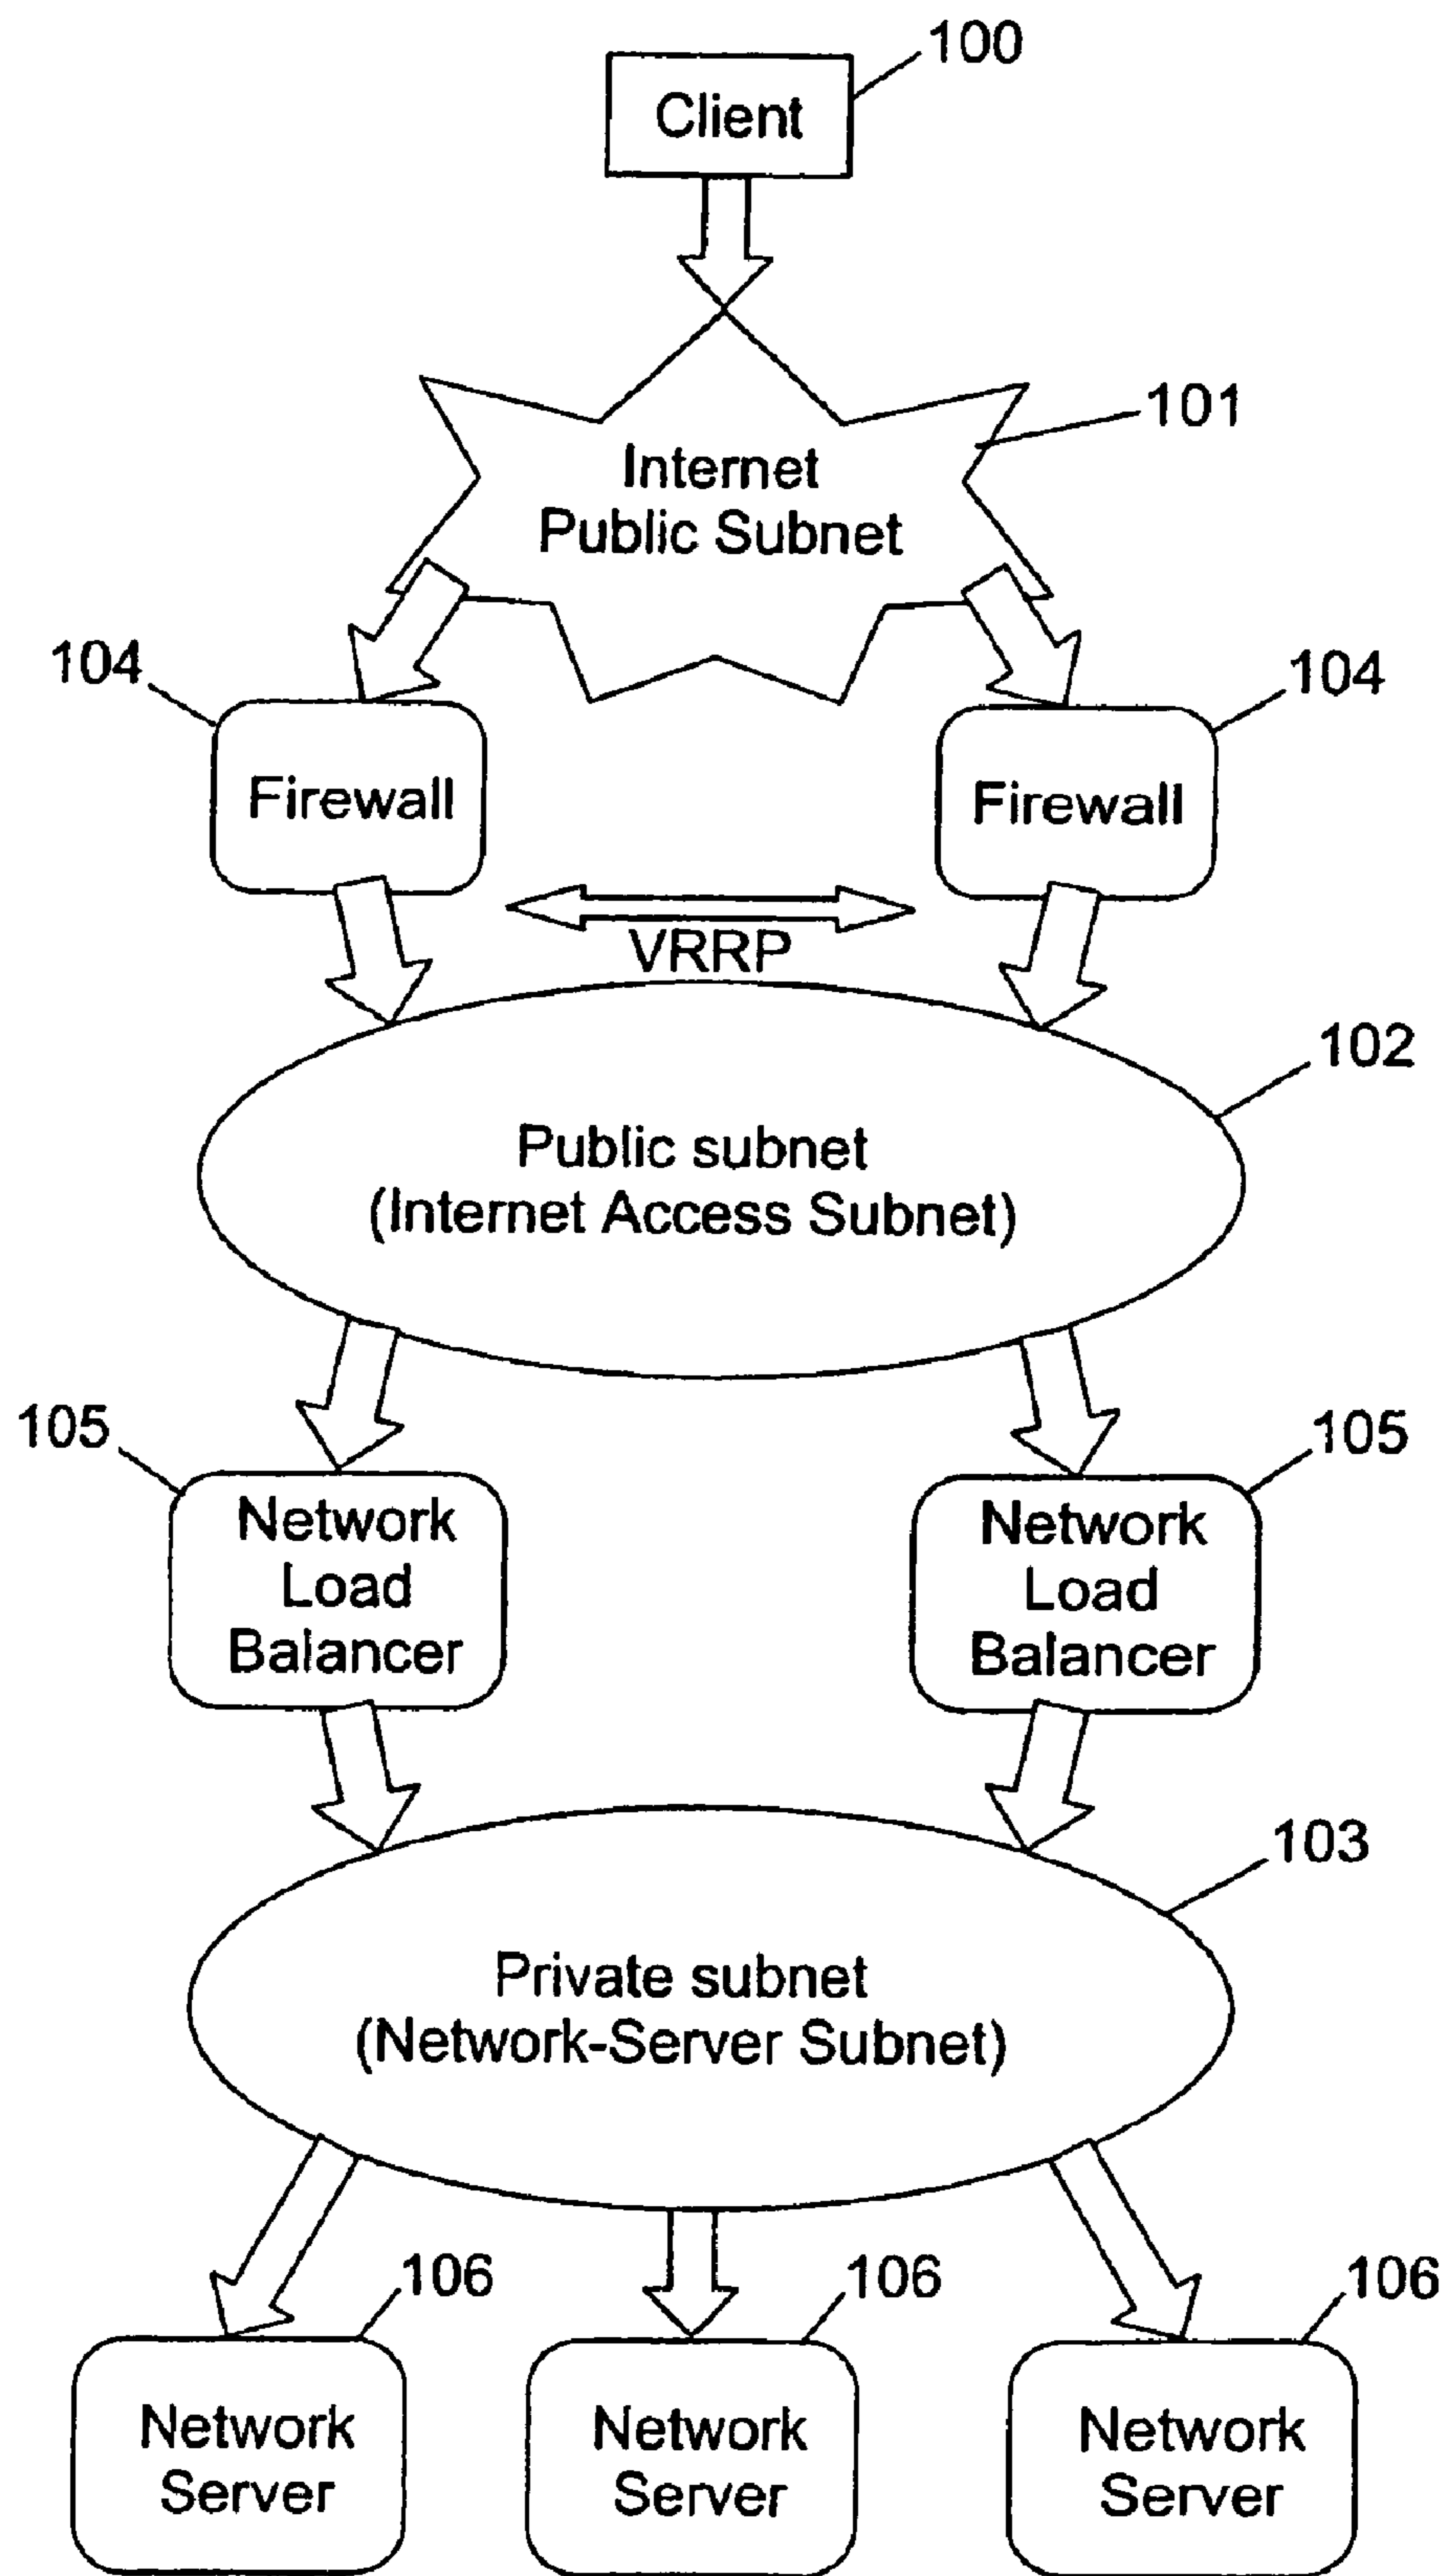 100
Client
101
Internet
Public Subnet
104
104
Firewall
Firewall
VRRP
102
Public subnet
(Internet Access Subnet)
105
105
Network
Load
Balancer
Network
Load
Balancer
103
Private subnet
(Network-Server Subnet)
106
106
106
Network
Server
Network
Server
Network
Server